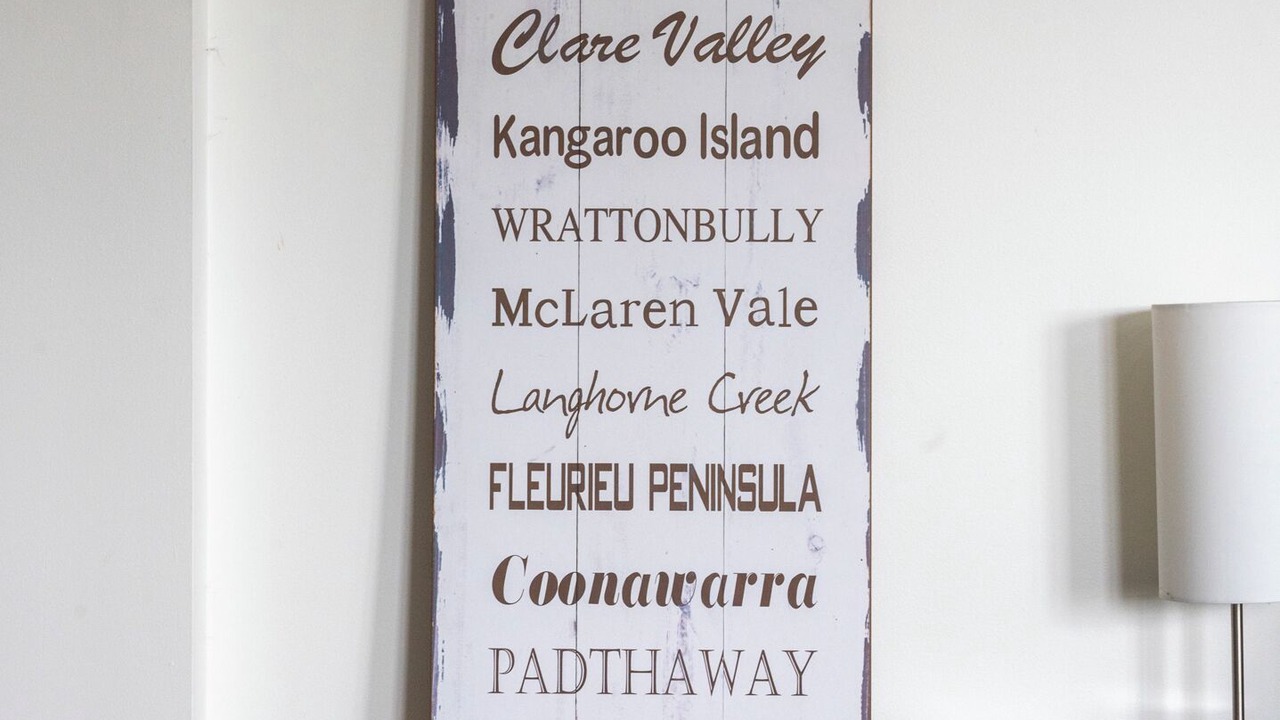 Clare Valley
Kangaroo Island
WRATTONBULLY
McLaren Vale
Langhorne Creek
FLEURIEU PENINSULA
Coonawarra
PADTHAWAY